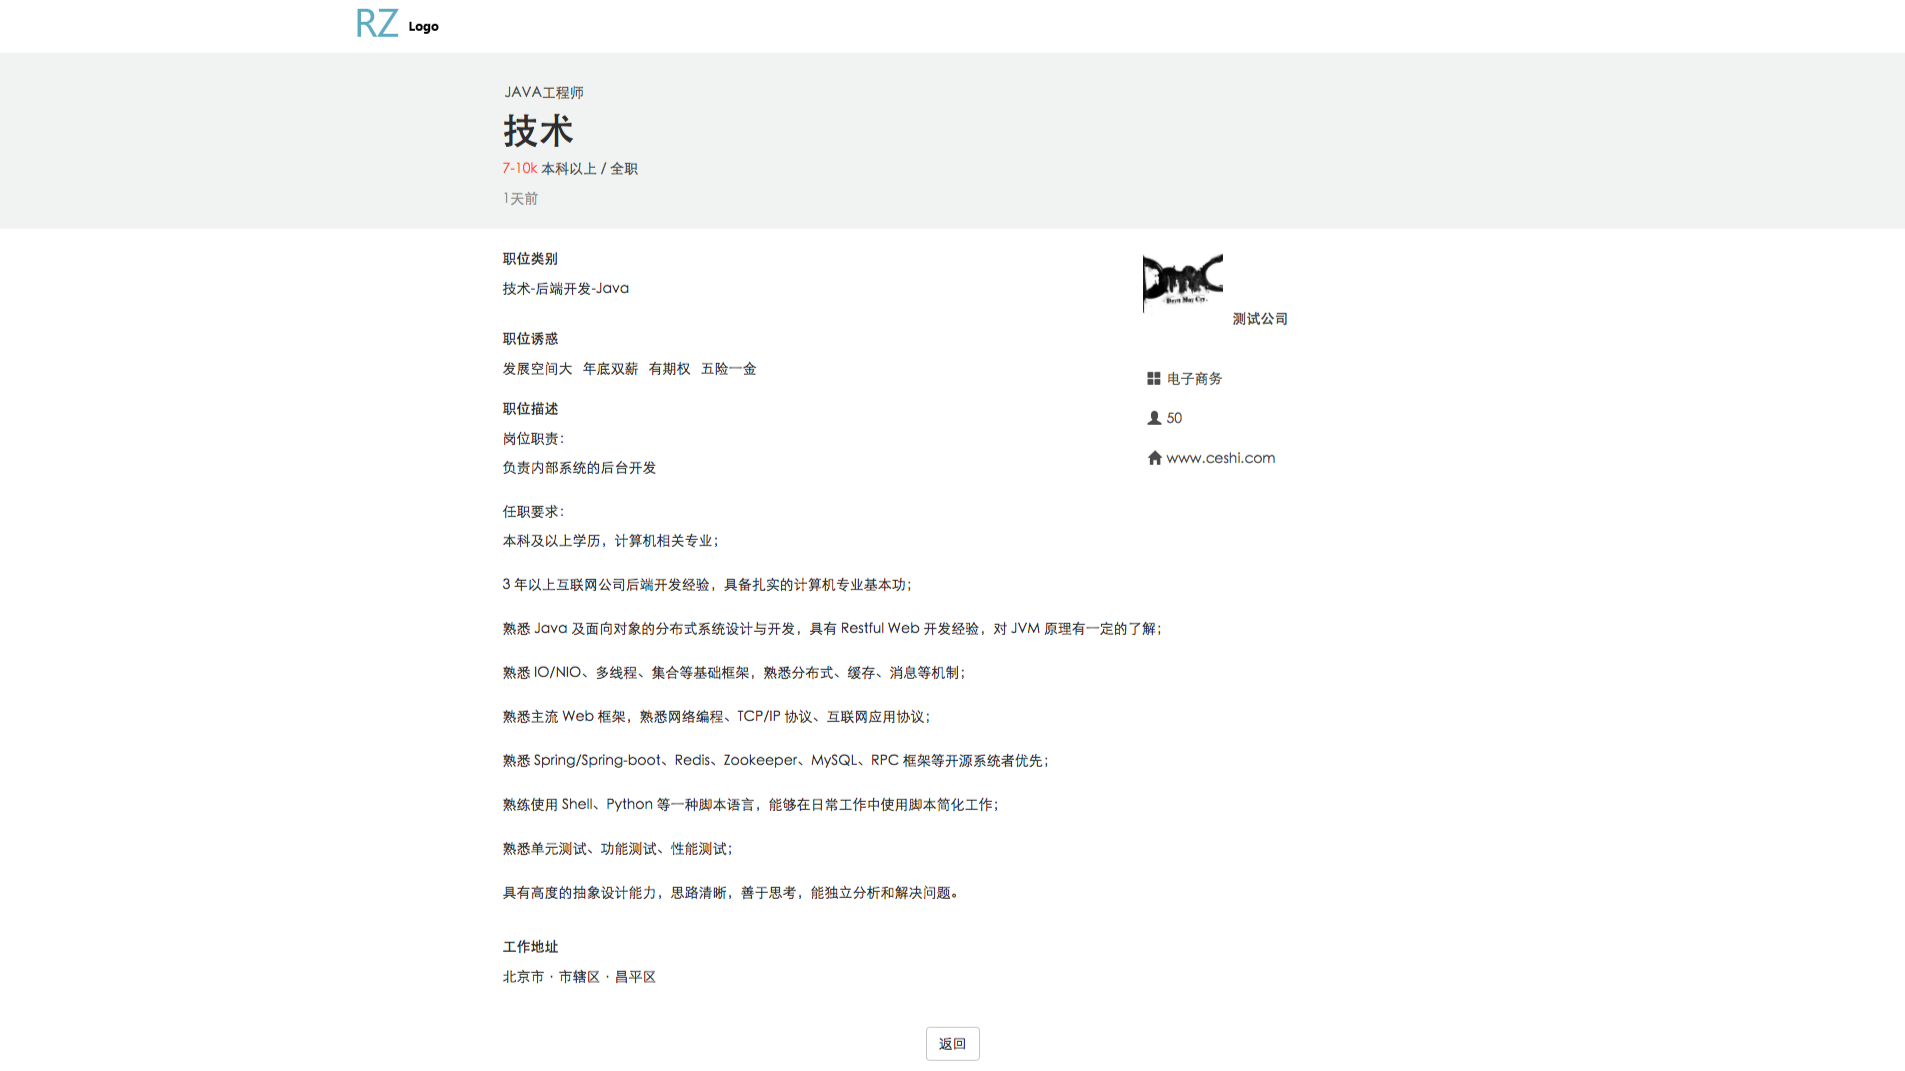 RZ Logo
JAVA工程师
技术
7-10k 本科以上 / 全职
1天前
职位类别
技术-后端开发-Java
职位诱惑
发展空间大 年底双薪 有期权 五险一金
职位描述
岗位职责：
负责内部系统的后台开发
任职要求：
本科及以上学历，计算机相关专业；
3 年以上互联网公司后端开发经验，具备扎实的计算机专业基本功；
熟悉 Java 及面向对象的分布式系统设计与开发，具有 Restful Web 开发经验，对 JVM 原理有一定的了解；
熟悉 IO/NIO、多线程、集合等基础框架，熟悉分布式、缓存、消息等机制；
熟悉主流 Web 框架，熟悉网络编程、TCP/IP 协议、互联网应用协议；
熟悉 Spring/Spring-boot、Redis、Zookeeper、MySQL、RPC 框架等开源系统者优先；
熟练使用 Shell、Python 等一种脚本语言，能够在日常工作中使用脚本简化工作；
熟悉单元测试、功能测试、性能测试；
具有高度的抽象设计能力，思路清晰，善于思考，能独立分析和解决问题。
工作地址
北京市 · 市辖区 · 昌平区
DMC
Devil May Cry.
测试公司
电子商务
50
www.ceshi.com
返回